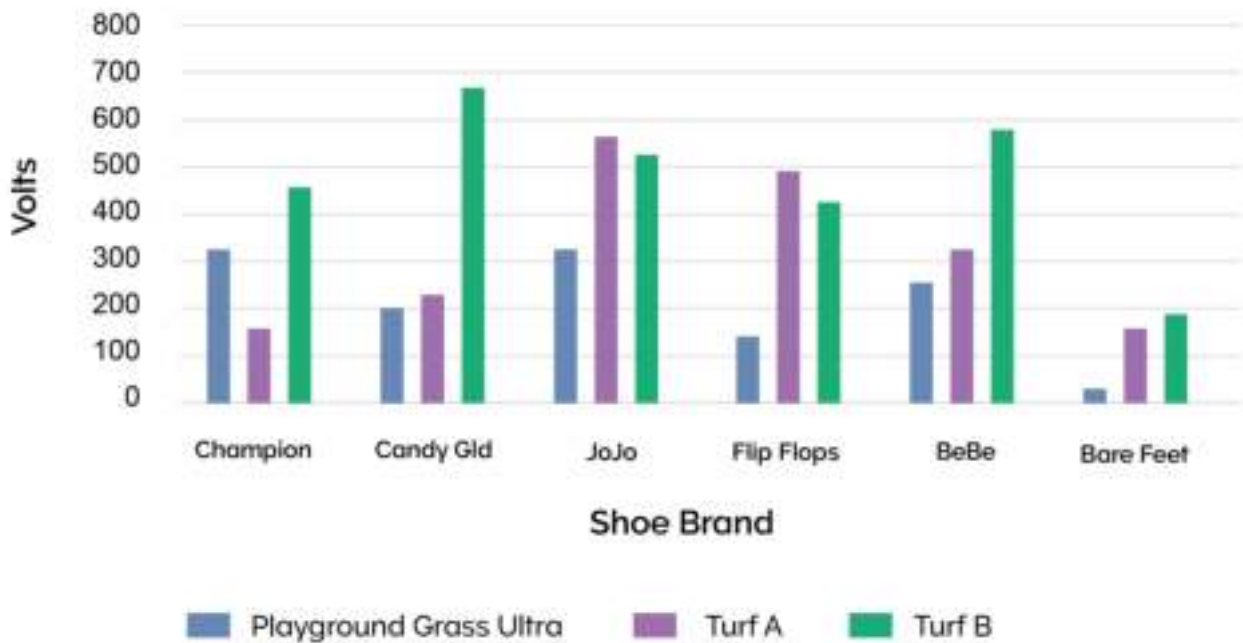 800
700
600
500
400
300
200
100
0
Volts
Champion Candy Gld JoJo Flip Flops BeBe Bare Feet
Shoe Brand
Playground Grass Ultra Turf A Turf B